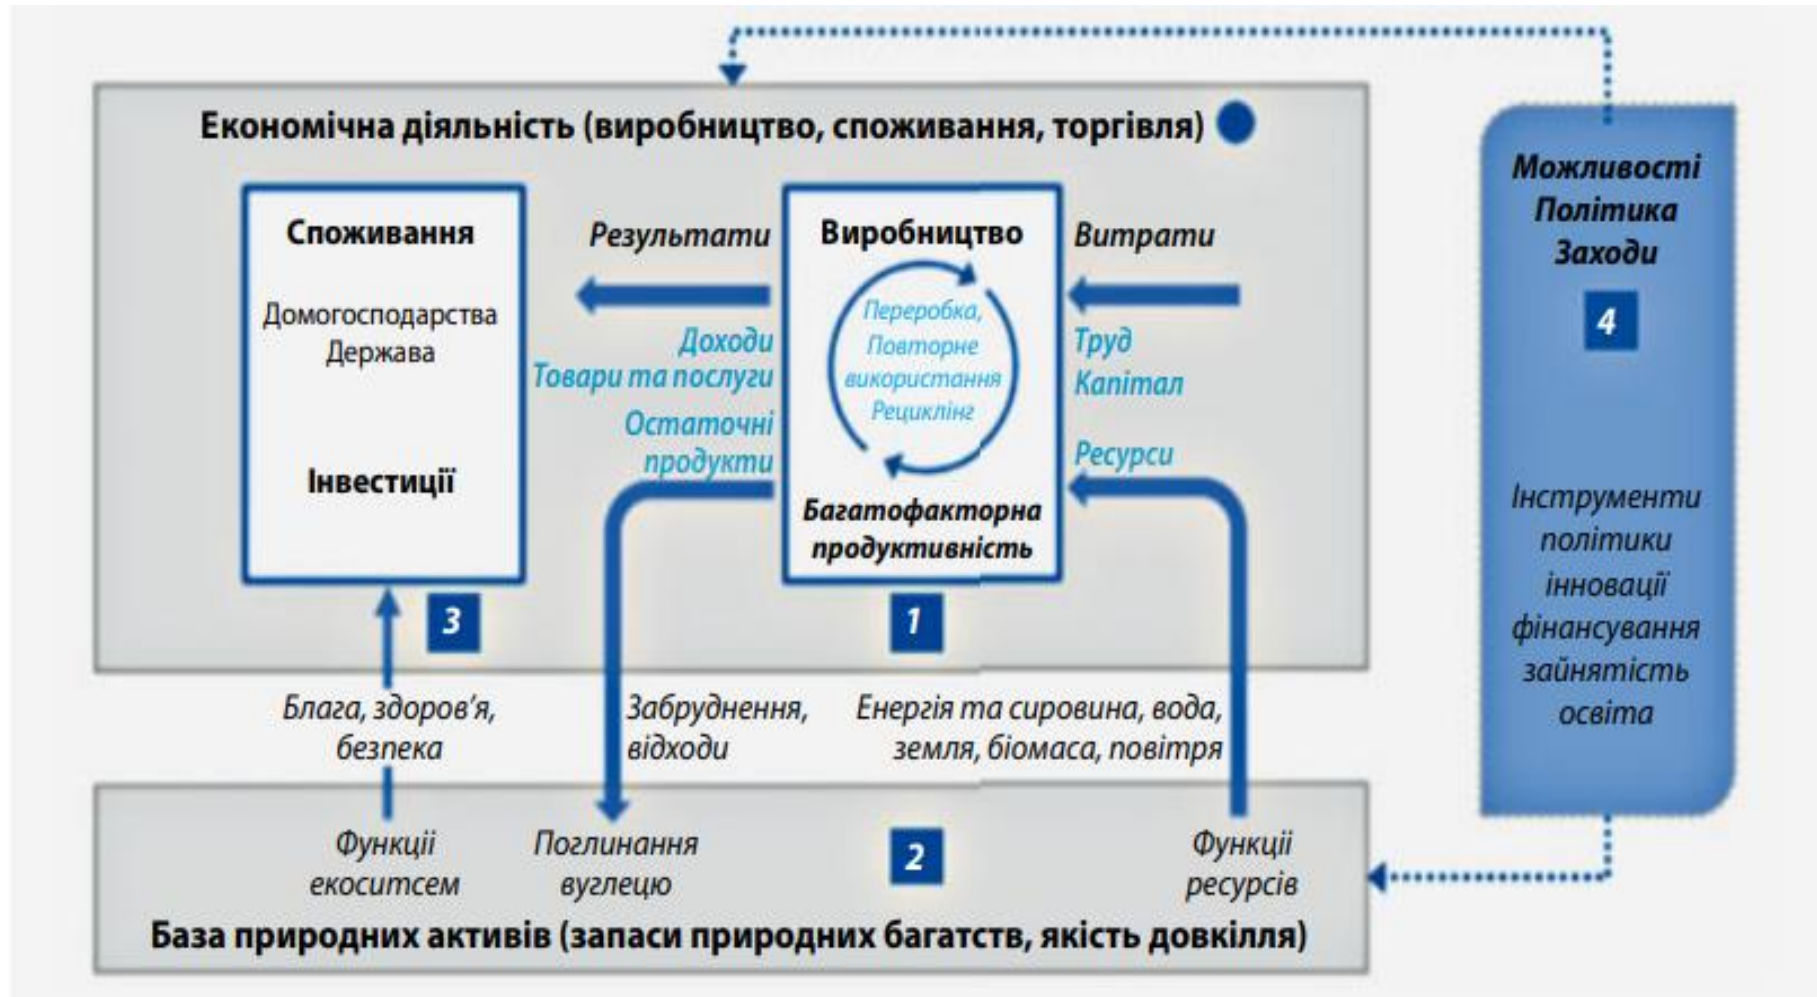 Економічна діяльність (виробництво, споживання, торгівля)
Споживання
Домогосподарства
Держава
Інвестиції
3
Результати
Доходи
Товари та послуги
Остаточні
продукти
Виробництво
Переробка,
Повторне
використання
Рециклінг
Багатофакторна
продуктивність
1
Витрати
Труд
Капітал
Ресурси
Можливості
Політика
Заходи
4
Інструменти
політики
інновації
фінансування
зайнятість
освіта
Блага, здоров’я,
безпека
Забруднення,
відходи
Енергія та сировина, вода,
земля, біомаса, повітря
Функції
екоситсем
Поглинання
вуглецю
2
Функції
ресурсів
База природних активів (запаси природних багатств, якість довкілля)